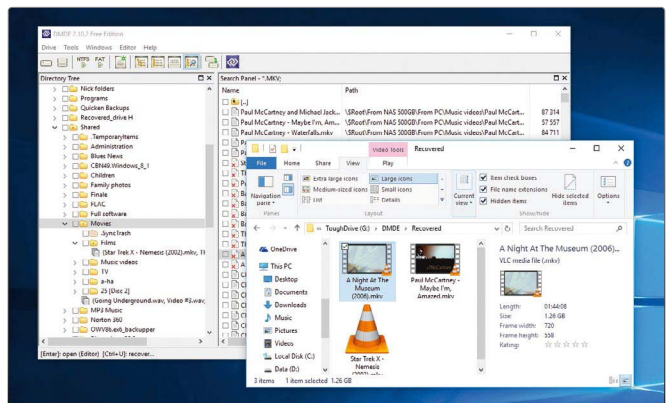 DMDE 2.10.2 Free Edition
Drive Tools Windows Editor Help
NTFS FAT
Directory Tree
Nick folders
Programs
Quicken Backups
Recovered_drive H
Shared
.TemporaryItems
Administration
Blues News
CBN49.Windows_8_I
Children
Family photos
Finale
FLAC
Full software
Movies
.SyncTrash
Films
(Star Trek X - Nemesis (2002).mkv, Th
Music videos
TV
a-ha
25 [Disc 2]
(Going Underground.wav, Video #3.wav,
MP3 Music
Norton 360
OWV86.ex6_backupper
[Enter]: open (Editor) [Ctrl+U]: recover...
Search Panel - *.MKV;
Name Path
[..]
Paul McCartney and Michael Jack... \$Root\From NAS 500GB\From PC\Music videos\Paul McCart... 87 314
Paul McCartney - Maybe I'm, Am... \$Root\From NAS 500GB\From PC\Music videos\Paul McCart... 57 557
Paul McCartney - Waterfalls.mkv \$Root\From NAS 500GB\From PC\Music videos\Paul McCart... 84 711
Video Tools Recovered
File Home Share View Play
Navigation pane
Panes
Extra large icons Large icons
Medium-sized icons Small icons
List Details
Layout
Current view
Item check boxes
File name extensions
Hidden items
Hide selected items
Show/hide
Options
ToughDrive (G:) DMDE Recovered
Search Recovered
OneDrive
This PC
Desktop
Documents
Downloads
Music
Pictures
Videos
Local Disk (C:)
Data (D:)
A Night At The Museum (2006).mkv
Paul McCartney - Maybe I'm, Amazed.mkv
Star Trek X - Nemesis
A Night At The Museum (2006)...
VLC media file (.mkv)
Length: 01:44:08
Size: 1.26 GB
Frame width: 720
Frame height: 558
Rating:
3 items 1 item selected 1.26 GB